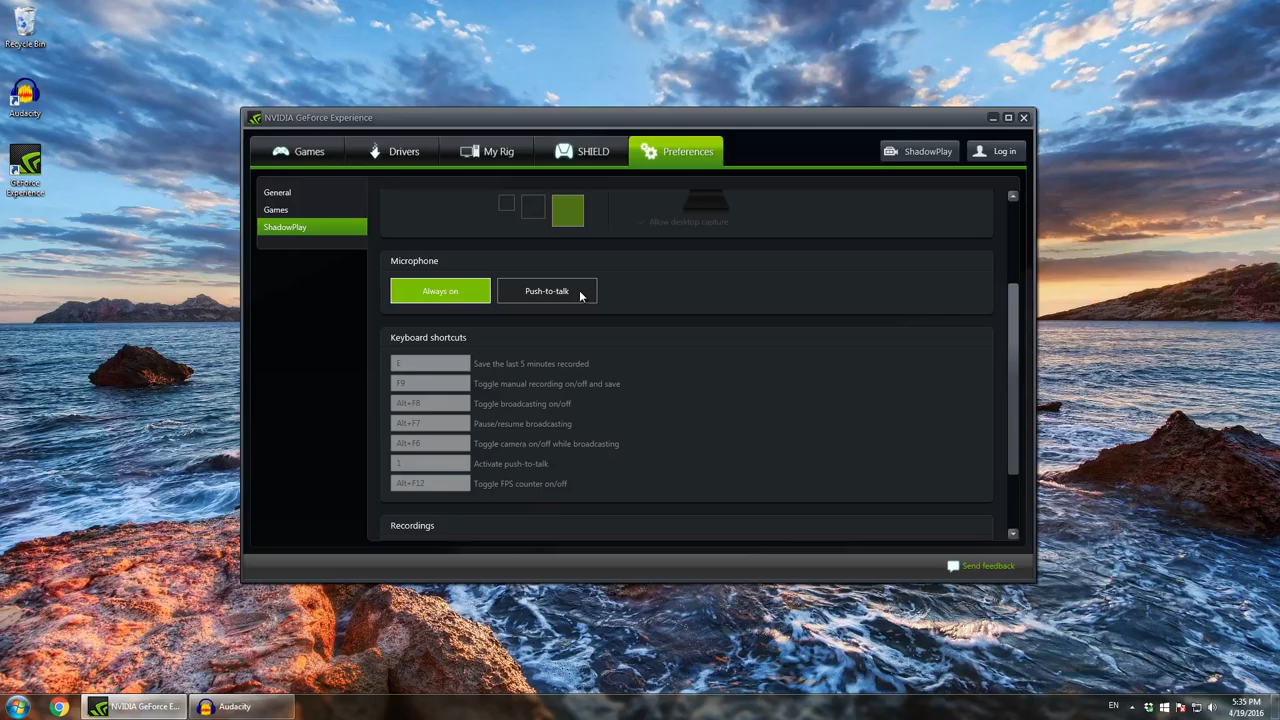 Recycle Bin
Audacity
GeForce
Experience
NVIDIA GeForce Experience
Games
Drivers
My Rig
SHIELD
Preferences
ShadowPlay
Log in
General
Games
ShadowPlay
Allow desktop capture
Microphone
Always on
Push-to-talk
Keyboard shortcuts
E Save the last 5 minutes recorded
F9 Toggle manual recording on/off and save
Alt+F8 Toggle broadcasting on/off
Alt+F7 Pause/resume broadcasting
Alt+F6 Toggle camera on/off while broadcasting
1 Activate push-to-talk
Alt+F12 Toggle FPS counter on/off
Recordings
Send feedback
NVIDIA GeForce E...
Audacity
EN
5:35 PM
4/19/2016